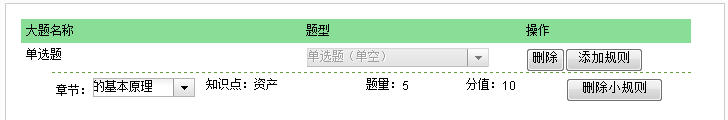 大题名称 题型 操作
单选题 单选题（单空） 删除 添加规则
章节： 的基本原理 知识点：资产 题量：5 分值：10 删除小规则